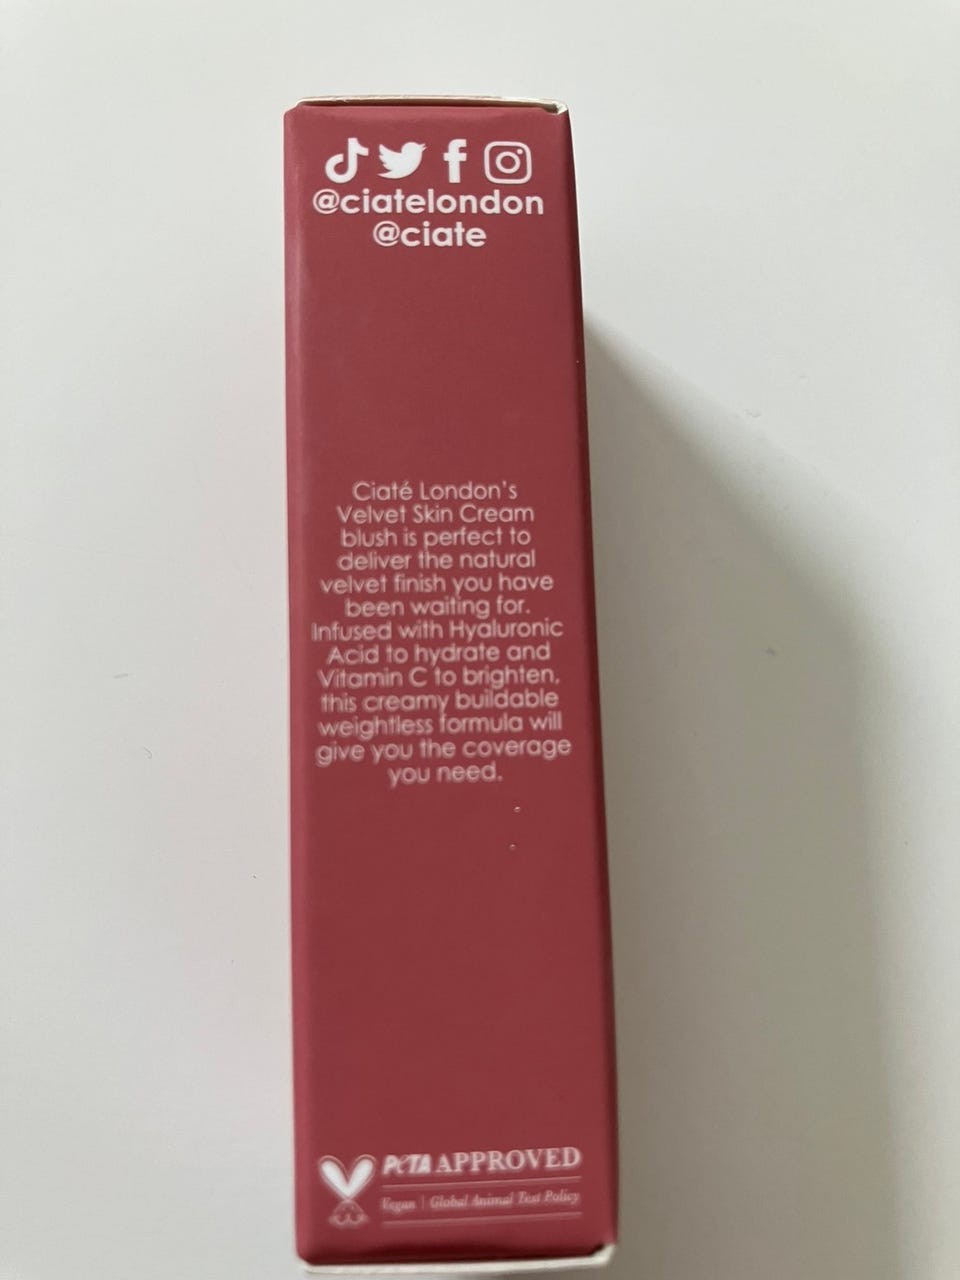 @ciatelondon
@ciate
Ciaté London's
Velvet Skin Cream
blush is perfect to
deliver the natural
velvet finish you have
been waiting for.
Infused with Hyaluronic
Acid to hydrate and
Vitamin C to brighten,
this creamy buildable
weightless formula will
give you the coverage
you need.
PETA APPROVED
Vegan | Global Animal Test Policy